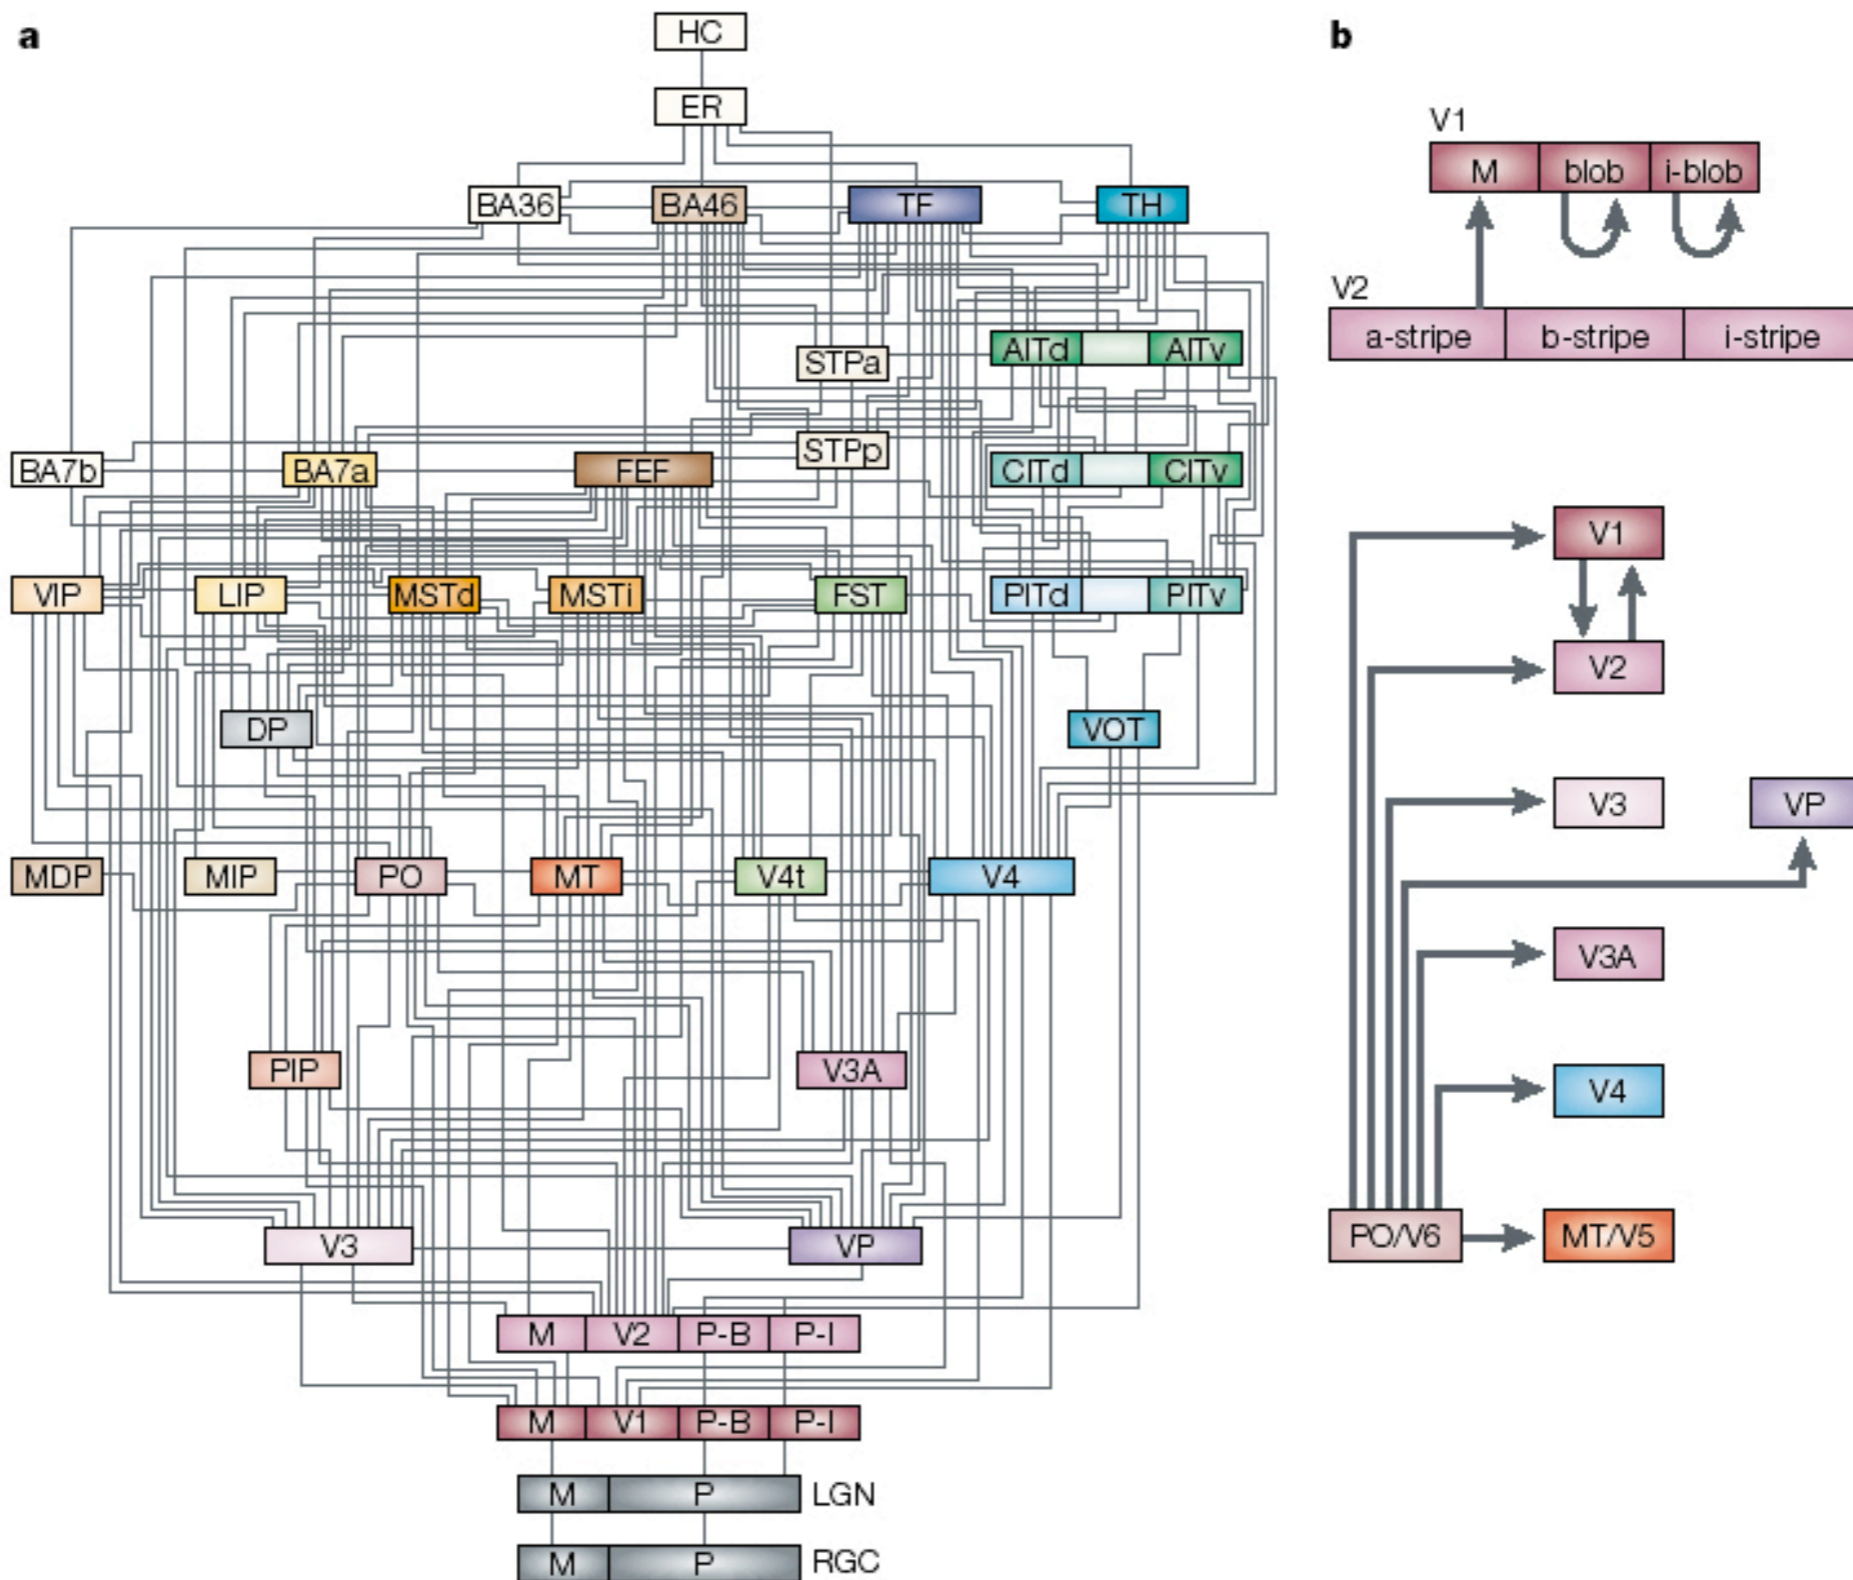 a
HC
ER
BA36 BA46 TF TH
STPa AITd AITv
BA7b BA7a FEF STPp CITd CITv
VIP LIP MSTd MSTi FST PITd PITv
DP VOT
MDP MIP PO MT V4t V4
PIP V3A
V3 VP
M V2 P-B P-I
M V1 P-B P-I
M P LGN
M P RGC
b
V1
M blob i-blob
V2
a-stripe b-stripe i-stripe
V1
V2
V3 VP
V3A
V4
PO/V6 MT/V5